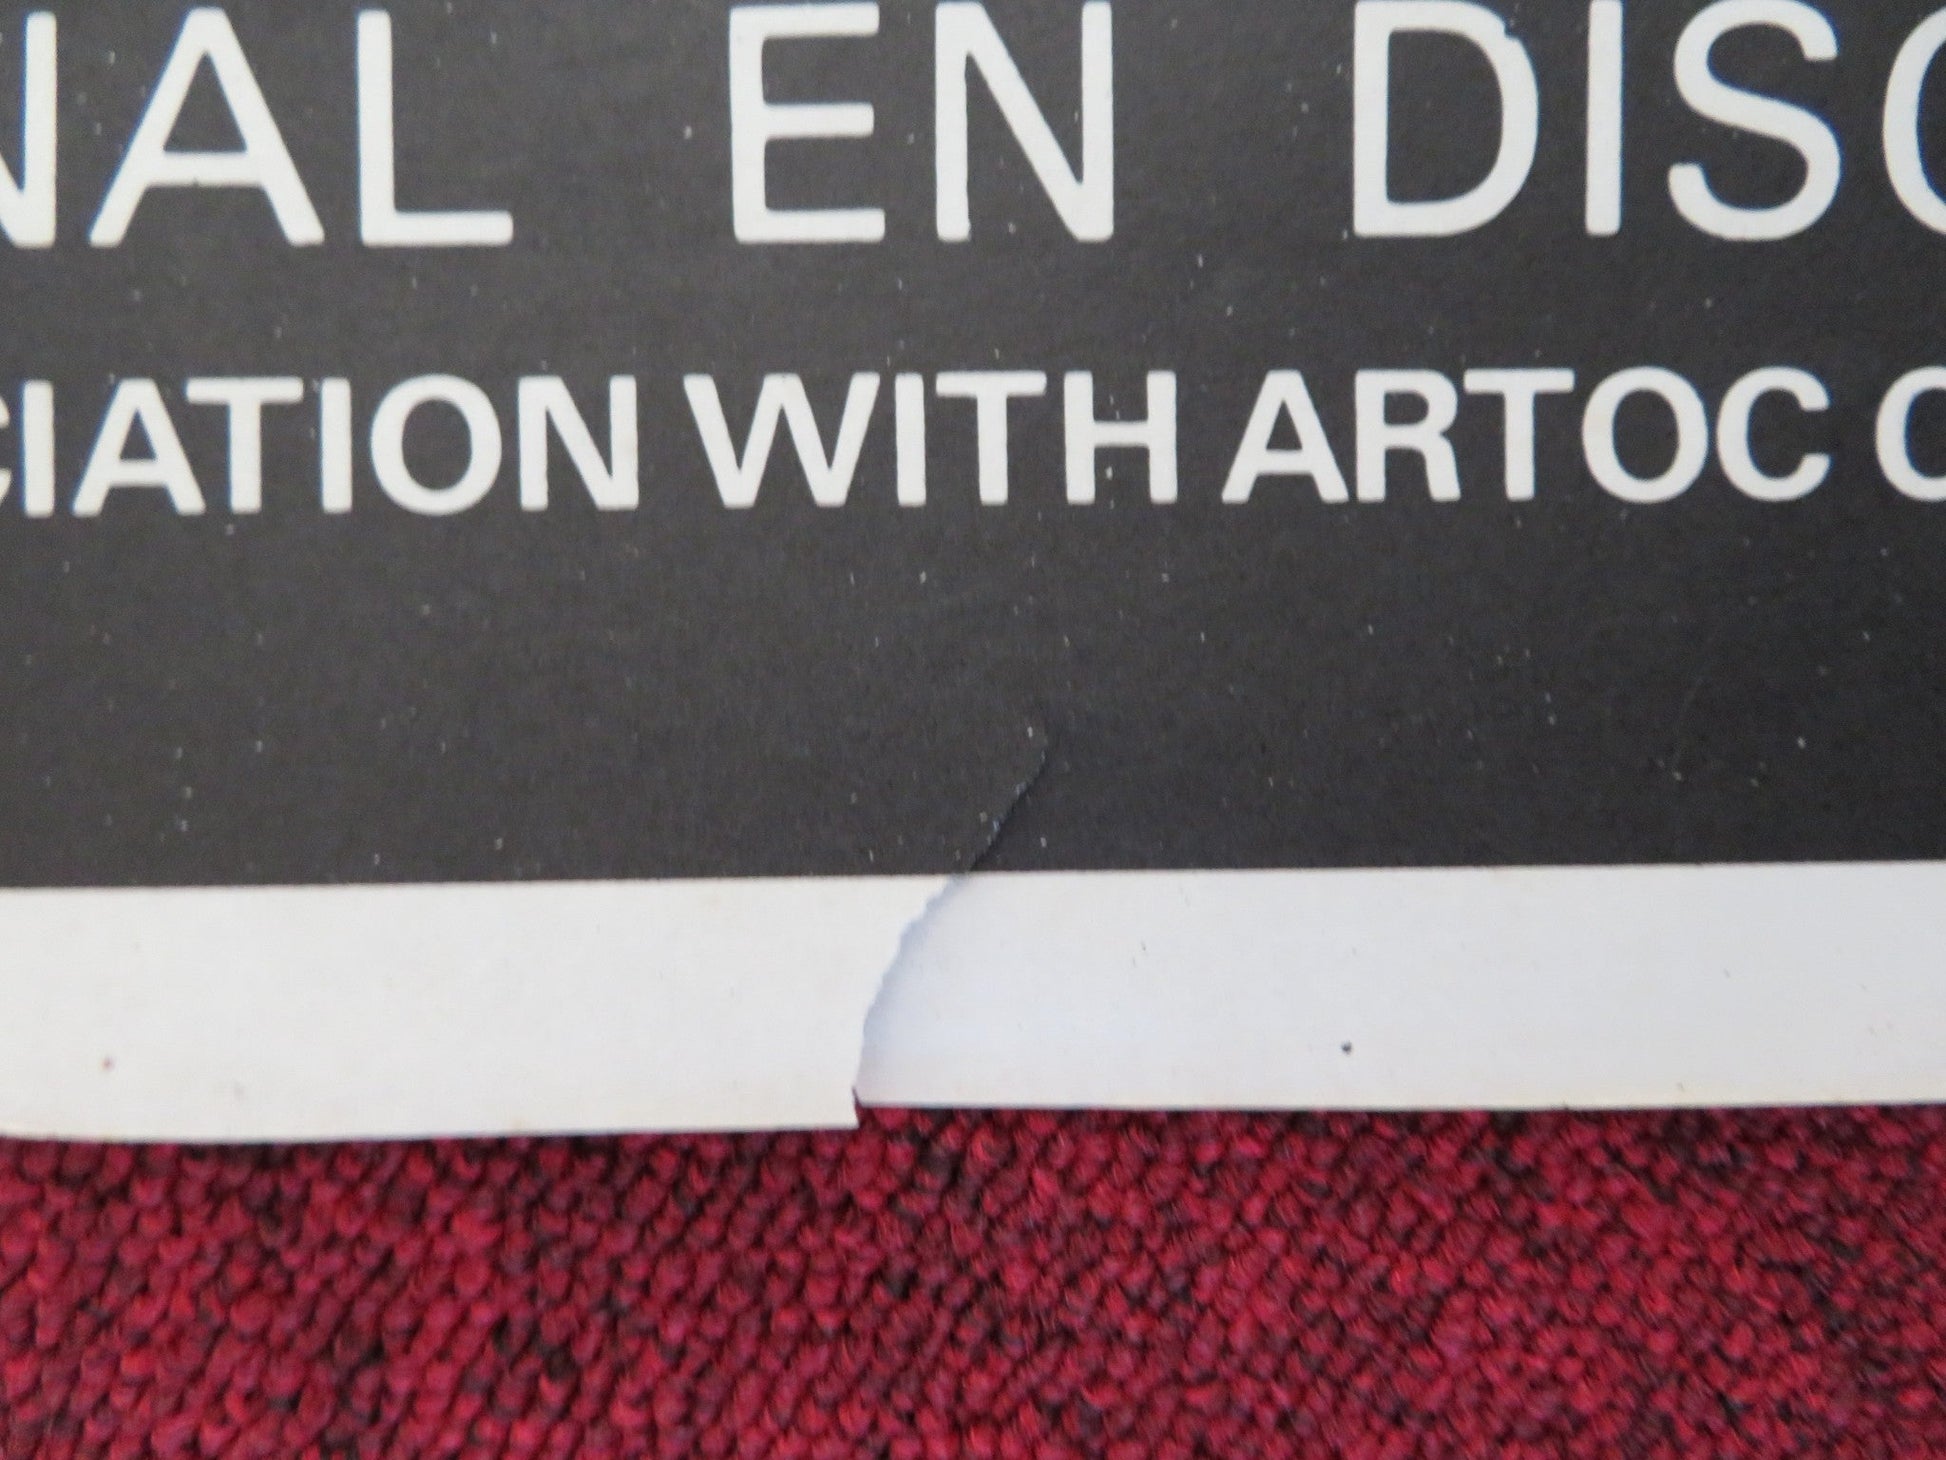 NAL EN DISC
CIATION WITH ARTOC C